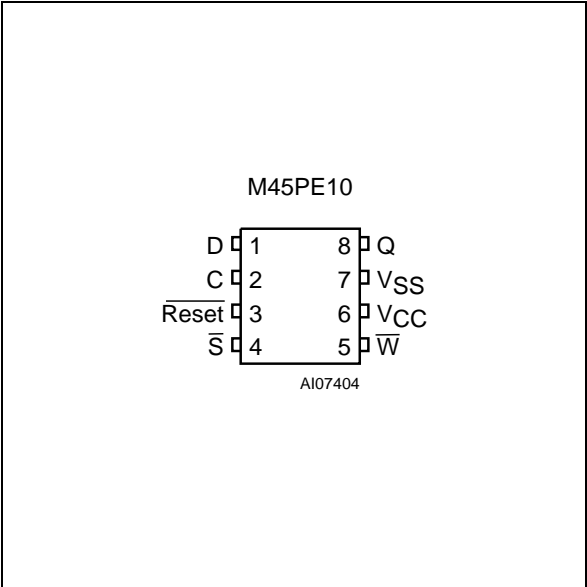 M45PE10
D 1 8 Q
C 2 7 VSS
Reset 3 6 VCC
S 4 5 W
AI07404